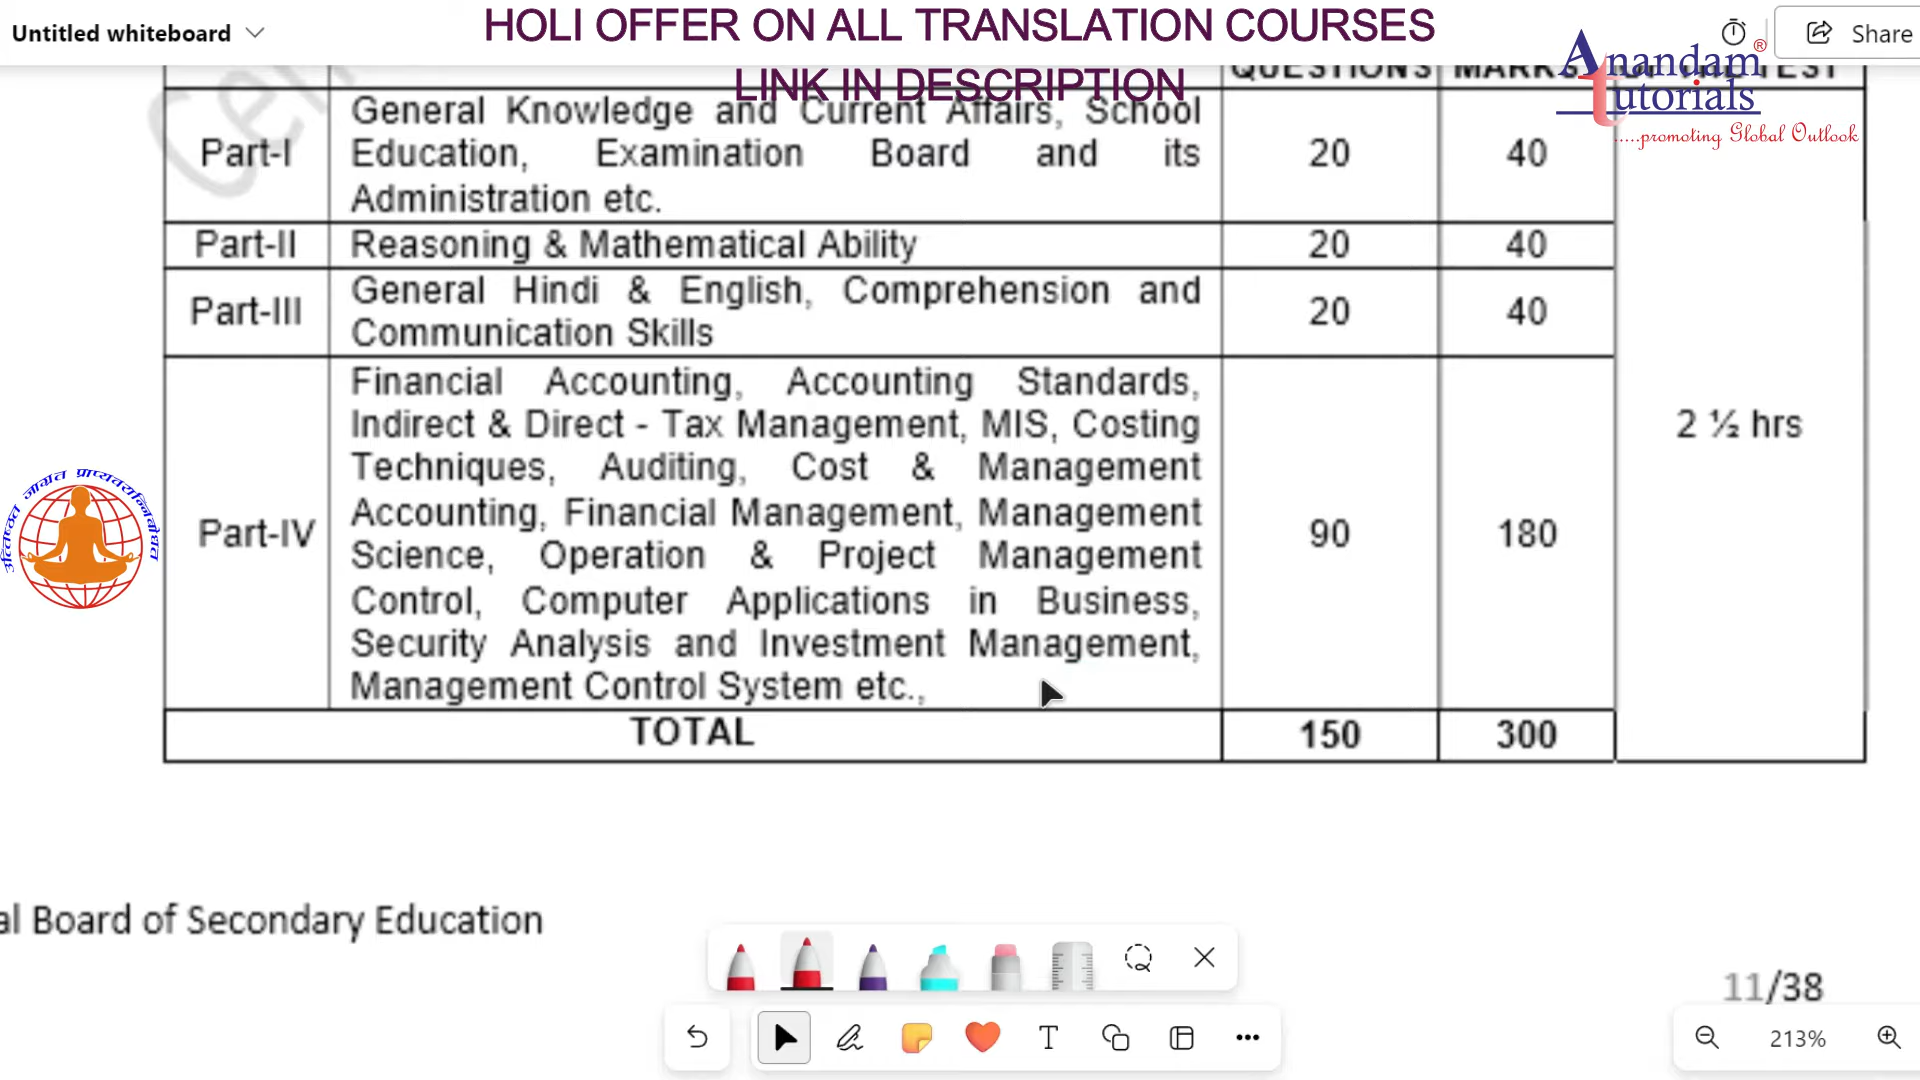 Untitled whiteboard
HOLI OFFER ON ALL TRANSLATION COURSES
LINK IN DESCRIPTION
Share
Anandam®
tutorials
.....promoting Global Outlook
QUESTIONS MARKS TEST
Part-I
General Knowledge and Current Affairs, School
Education, Examination Board and its
Administration etc.
20 40
Part-II Reasoning & Mathematical Ability 20 40
Part-III
General Hindi & English, Comprehension and
Communication Skills
20 40
Part-IV
Financial Accounting, Accounting Standards,
Indirect & Direct - Tax Management, MIS, Costing
Techniques, Auditing, Cost & Management
Accounting, Financial Management, Management
Science, Operation & Project Management
Control, Computer Applications in Business,
Security Analysis and Investment Management,
Management Control System etc.,
90 180
2 ½ hrs
TOTAL 150 300
al Board of Secondary Education
11/38
213%